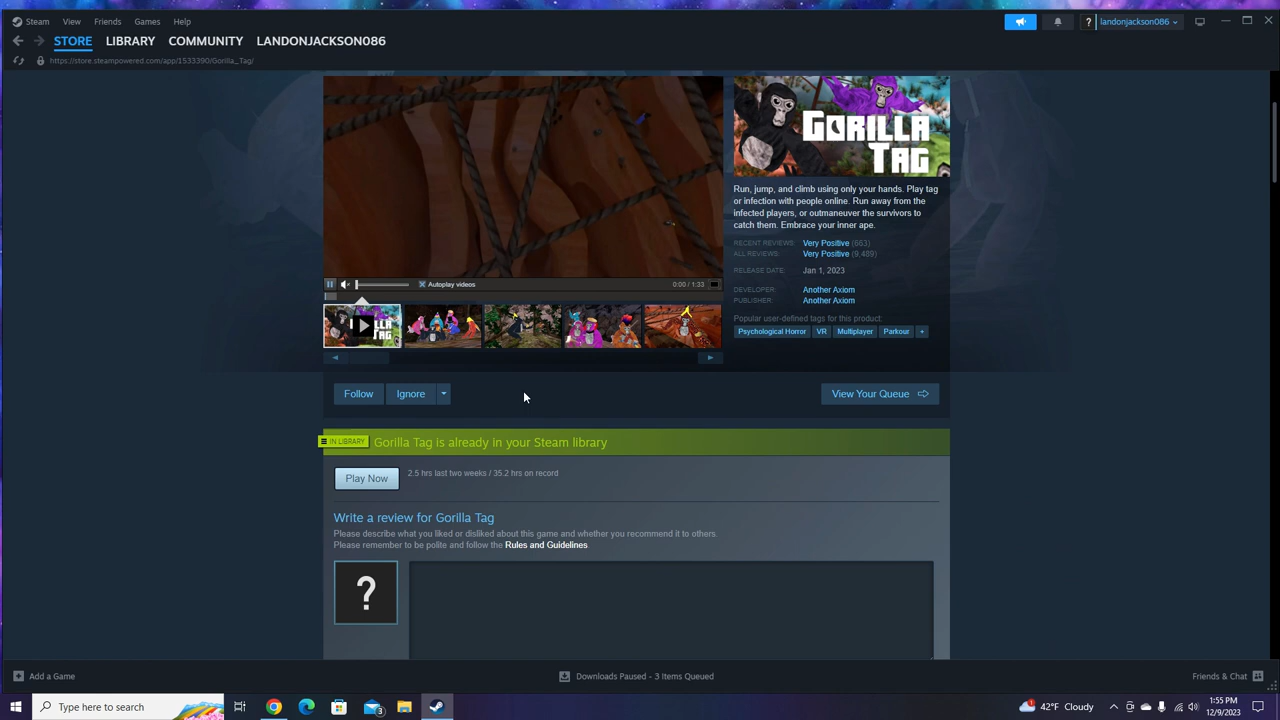 Steam View Friends Games Help
? landonjackson086
STORE LIBRARY COMMUNITY LANDONJACKSON086
https://store.steampowered.com/app/1533390/Gorilla_Tag/
GORILLA
TAG
Run, jump, and climb using only your hands. Play tag
or infection with people online. Run away from the
infected players, or outmaneuver the survivors to
catch them. Embrace your inner ape.
RECENT REVIEWS: Very Positive (663)
ALL REVIEWS: Very Positive (9,489)
RELEASE DATE: Jan 1, 2023
DEVELOPER: Another Axiom
PUBLISHER: Another Axiom
Popular user-defined tags for this product:
Psychological Horror VR Multiplayer Parkour +
Autoplay videos 0:00 / 1:33
Follow Ignore View Your Queue
IN LIBRARY Gorilla Tag is already in your Steam library
Play Now 2.5 hrs last two weeks / 35.2 hrs on record
Write a review for Gorilla Tag
Please describe what you liked or disliked about this game and whether you recommend it to others.
Please remember to be polite and follow the Rules and Guidelines.
?
Add a Game Downloads Paused - 3 Items Queued Friends & Chat
Type here to search 3 42°F Cloudy 1:55 PM
12/9/2023